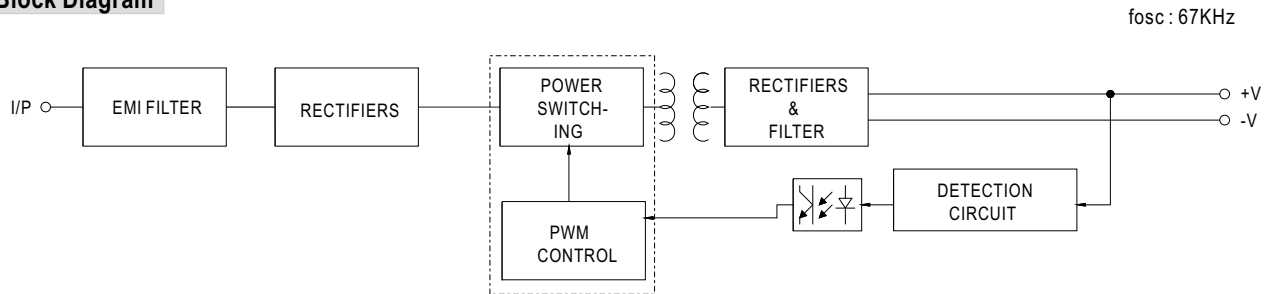 Block Diagram
fosc : 67KHz
I/P
EMI FILTER
RECTIFIERS
POWER
SWITCH-
ING
RECTIFIERS
&
FILTER
+V
-V
DETECTION
CIRCUIT
PWM
CONTROL